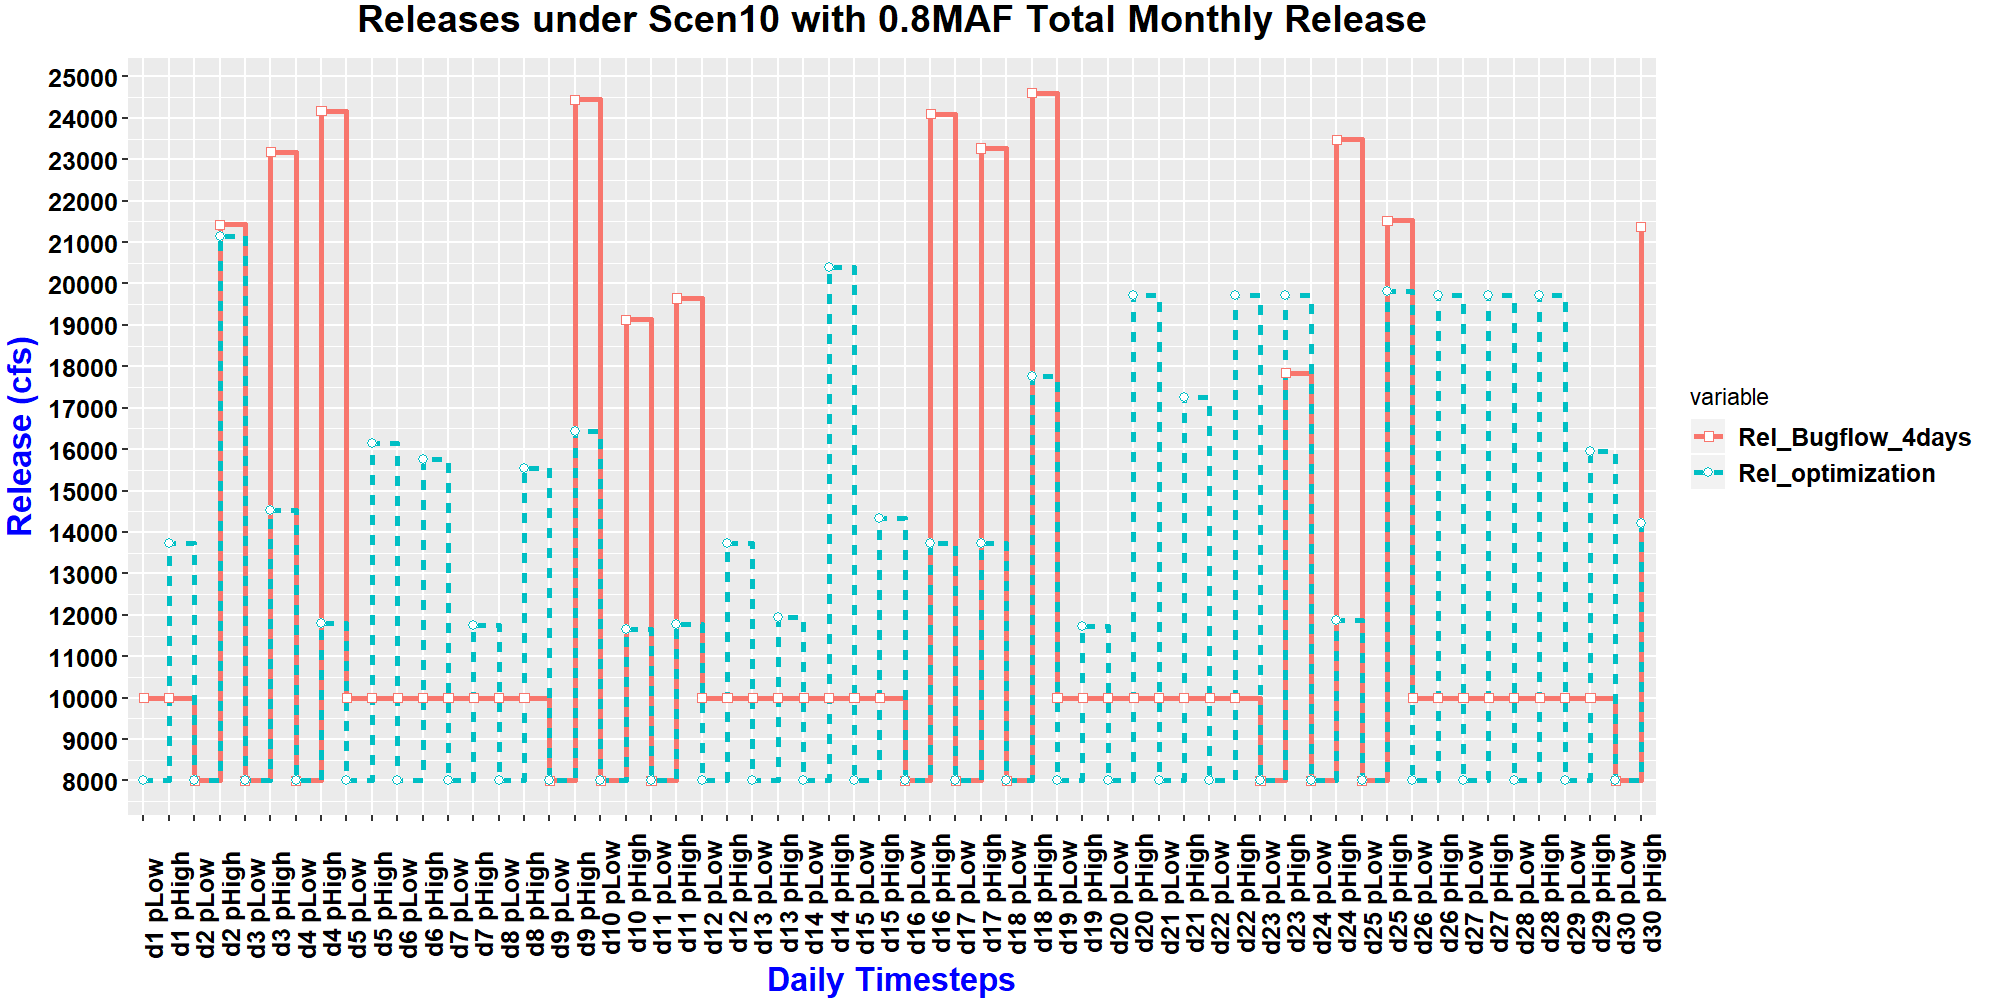 Releases under Scen10 with 0.8MAF Total Monthly Release
Release (cfs)
25000
24000
23000
22000
21000
20000
19000
18000
17000
16000
15000
14000
13000
12000
11000
10000
9000
8000
d1 pLow
d1 pHigh
d2 pLow
d2 pHigh
d3 pLow
d3 pHigh
d4 pLow
d4 pHigh
d5 pLow
d5 pHigh
d6 pLow
d6 pHigh
d7 pLow
d7 pHigh
d8 pLow
d8 pHigh
d9 pLow
d9 pHigh
d10 pLow
d10 pHigh
d11 pLow
d11 pHigh
d12 pLow
d12 pHigh
d13 pLow
d13 pHigh
d14 pLow
d14 pHigh
d15 pLow
d15 pHigh
d16 pLow
d16 pHigh
d17 pLow
d17 pHigh
d18 pLow
d18 pHigh
d19 pLow
d19 pHigh
d20 pLow
d20 pHigh
d21 pLow
d21 pHigh
d22 pLow
d22 pHigh
d23 pLow
d23 pHigh
d24 pLow
d24 pHigh
d25 pLow
d25 pHigh
d26 pLow
d26 pHigh
d27 pLow
d27 pHigh
d28 pLow
d28 pHigh
d29 pLow
d29 pHigh
d30 pLow
d30 pHigh
Daily Timesteps
variable
Rel_Bugflow_4days
Rel_optimization